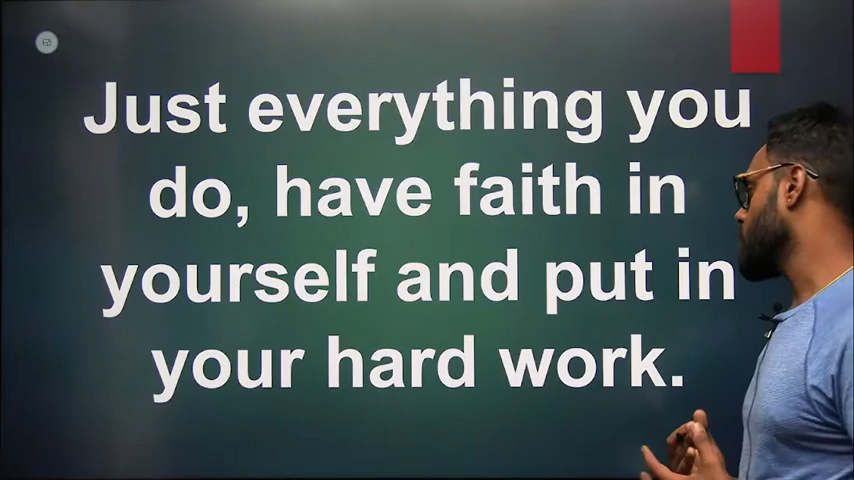 Just everything you
do, have faith in
yourself and put in
your hard work.